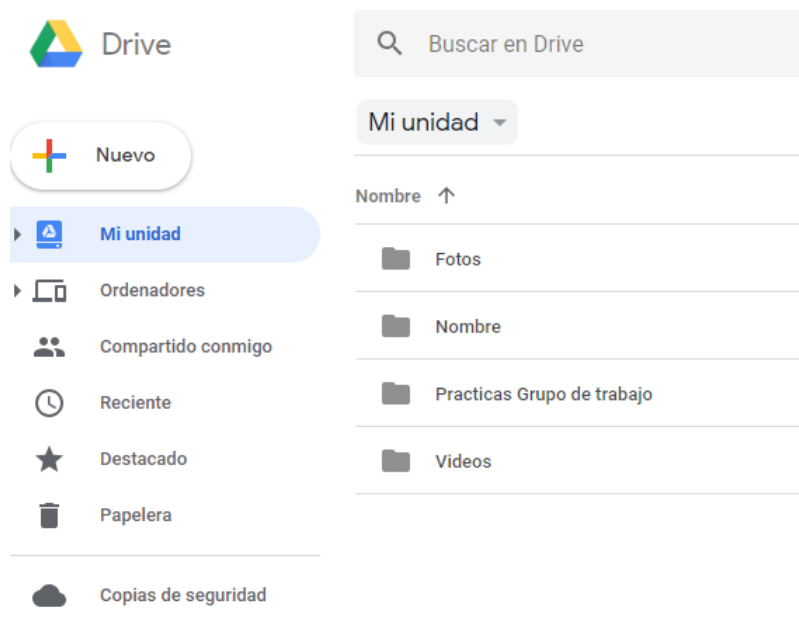 Drive
Buscar en Drive
Nuevo
Mi unidad
Ordenadores
Compartido conmigo
Reciente
Destacado
Papelera
Copias de seguridad
Mi unidad
Nombre
Fotos
Nombre
Practicas Grupo de trabajo
Videos